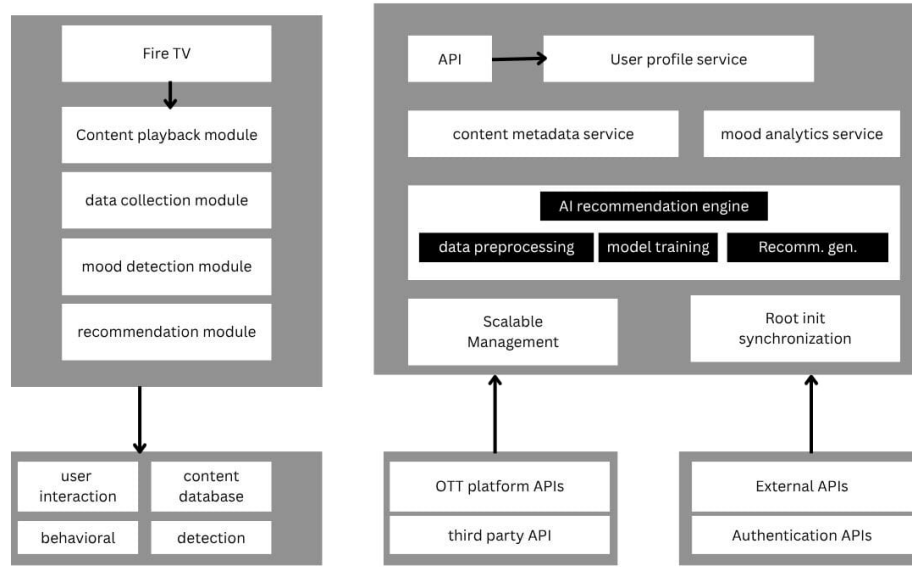 Fire TV
Content playback module
data collection module
mood detection module
recommendation module
user
interaction
content
database
behavioral
detection
API
User profile service
content metadata service
mood analytics service
AI recommendation engine
data preprocessing
model training
Recomm. gen.
Scalable
Management
Root init
synchronization
OTT platform APIs
third party API
External APIs
Authentication APIs